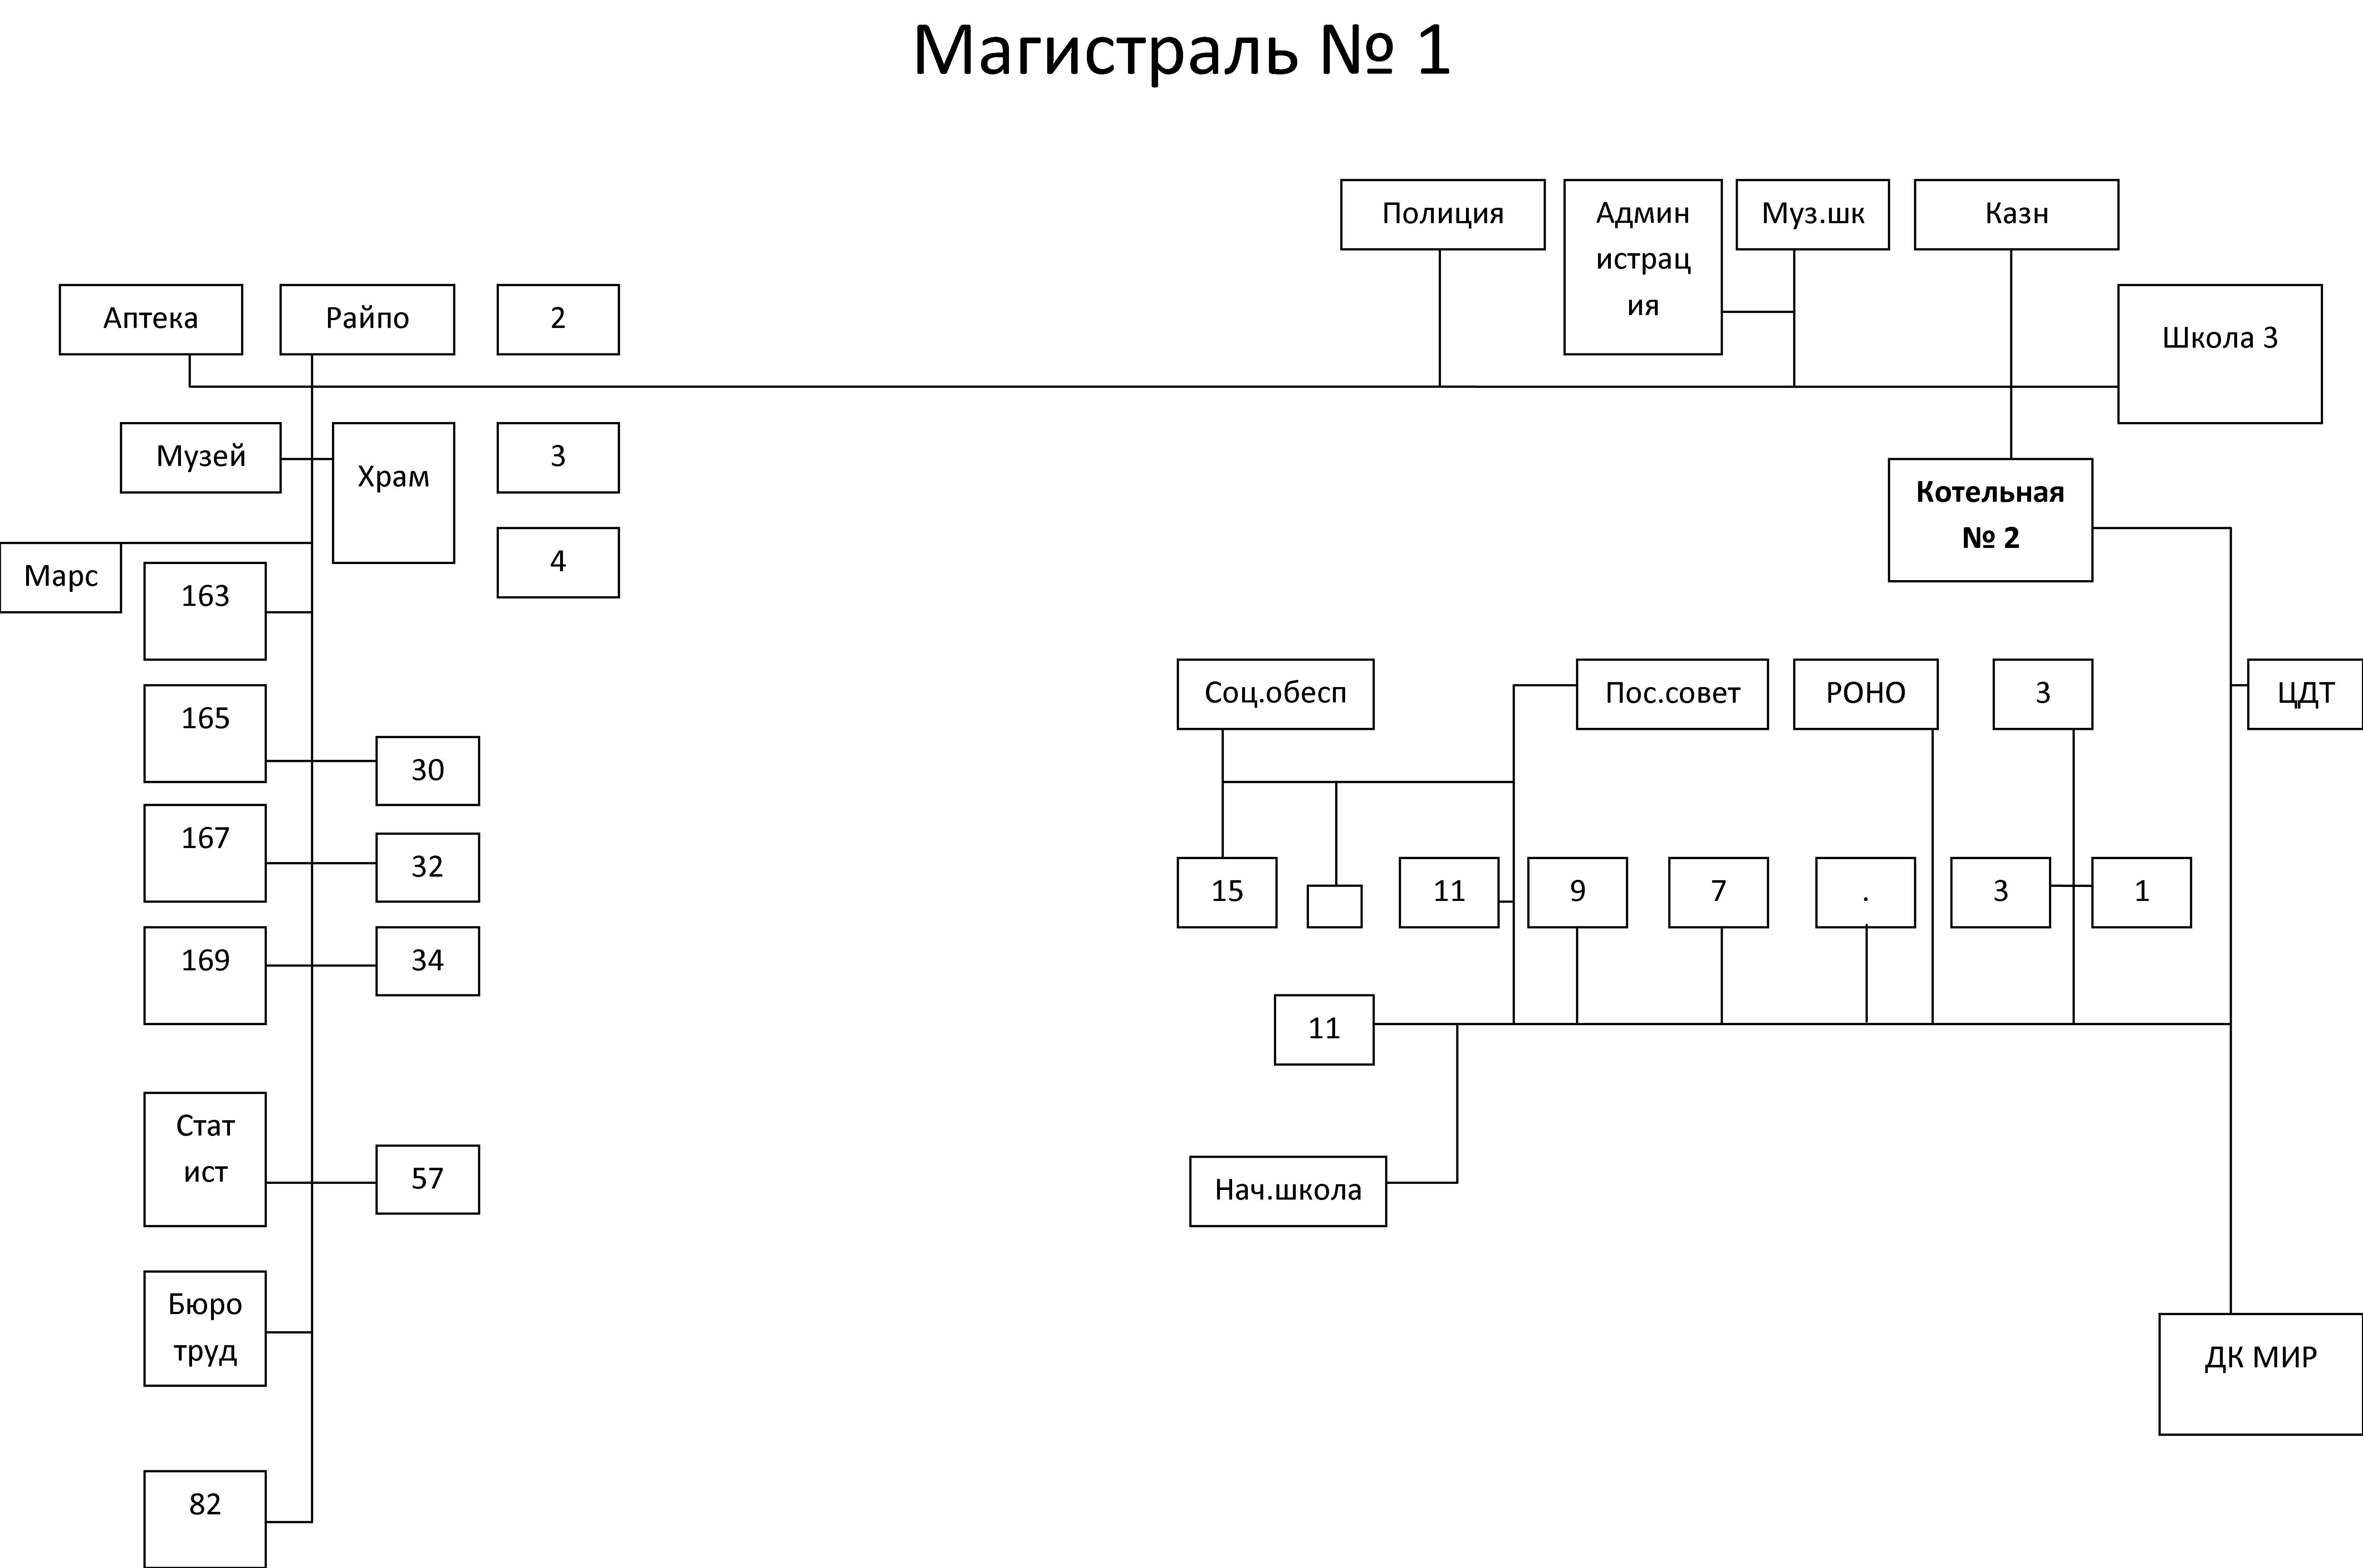 Магистраль № 1
Полиция
Админ
истрац
ия
Муз.шк
Казн
Аптека
Райпо
2
Школа 3
Музей
Храм
3
4
Котельная
№ 2
Марс
163
165
30
167
32
169
34
Соц.обесп
Пос.совет
РОНО
3
ЦДТ
15
11
9
7
.
3
1
11
Нач.школа
Стат
ист
57
Бюро
труд
ДК МИР
82